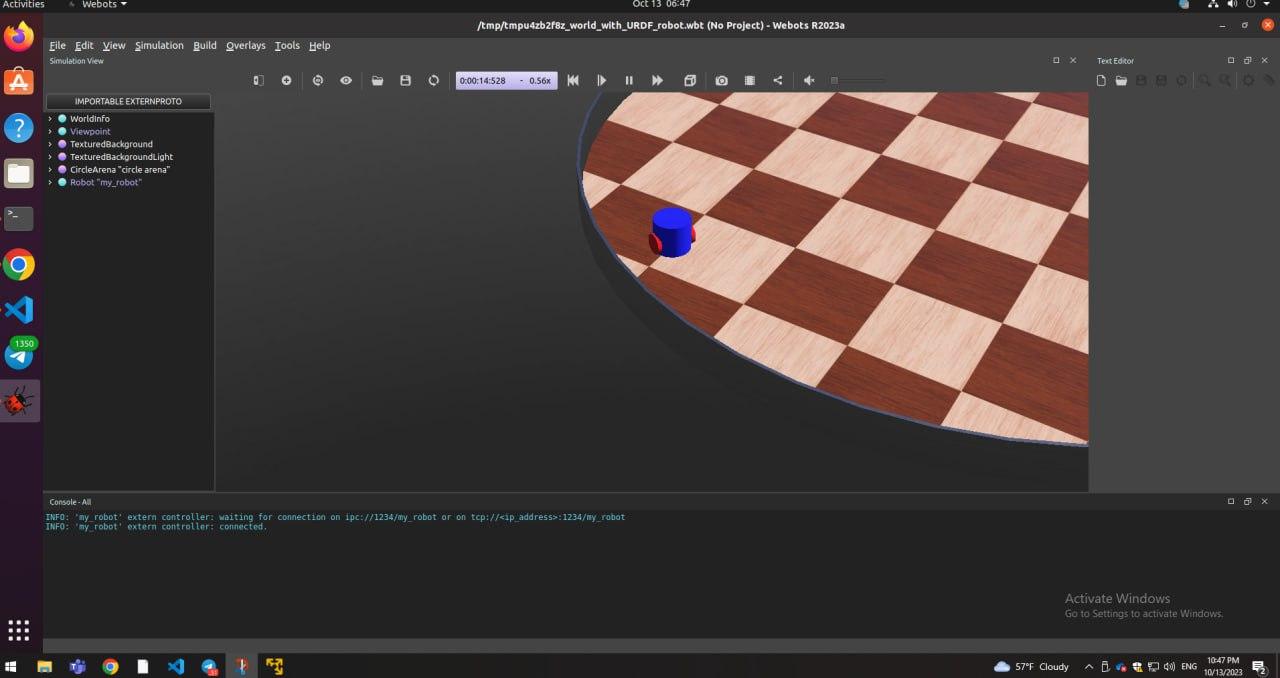 Activities
Webots
Oct 13 06:47
/tmp/tmpu4zb2f8z_world_with_URDF_robot.wbt (No Project) - Webots R2023a
File Edit View Simulation Build Overlays Tools Help
Simulation View
Text Editor
0:00:14:528 - 0.56x
IMPORTABLE EXTERNPROTO
WorldInfo
Viewpoint
TexturedBackground
TexturedBackgroundLight
CircleArena "circle arena"
Robot "my_robot"
1350
Console - All
INFO: 'my_robot' extern controller: waiting for connection on ipc://1234/my_robot or on tcp://<ip_address>:1234/my_robot
INFO: 'my_robot' extern controller: connected.
Activate Windows
Go to Settings to activate Windows.
57°F Cloudy
ENG
10:47 PM
10/13/2023
2